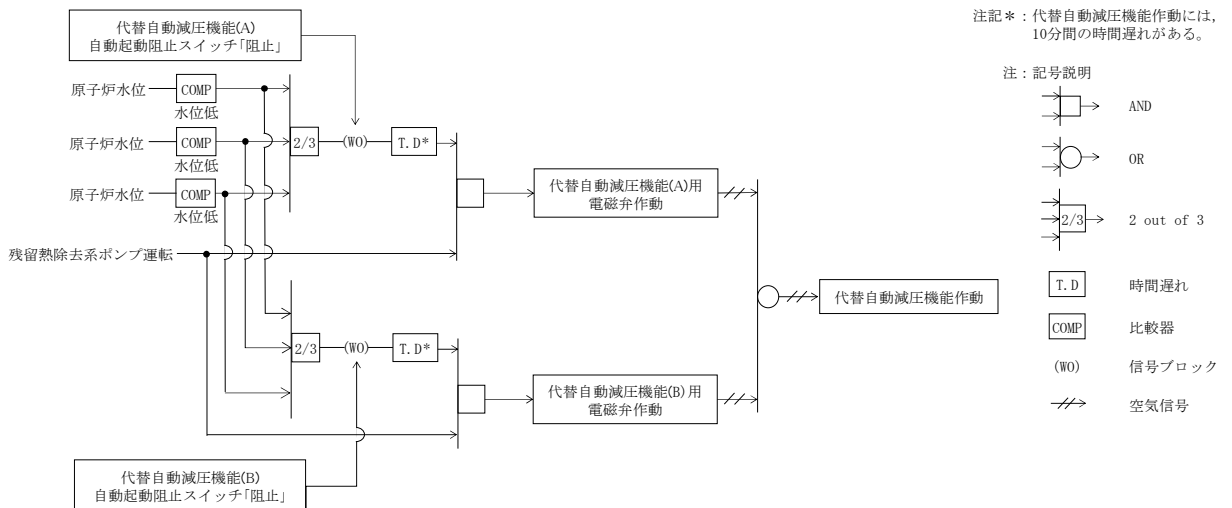 代替自動減圧機能(A)
自動起動阻止スイッチ「阻止」
原子炉水位
COMP
水位低
原子炉水位
COMP
水位低
原子炉水位
COMP
水位低
2/3
(WO)
T.D*
代替自動減圧機能(A)用
電磁弁作動
残留熱除去系ポンプ運転
代替自動減圧機能作動
2/3
(WO)
T.D*
代替自動減圧機能(B)用
電磁弁作動
代替自動減圧機能(B)
自動起動阻止スイッチ「阻止」
注記*:代替自動減圧機能作動には,
10分間の時間遅れがある。
注:記号説明
AND
OR
2/3
2 out of 3
T.D
時間遅れ
COMP
比較器
(WO)
信号ブロック
空気信号